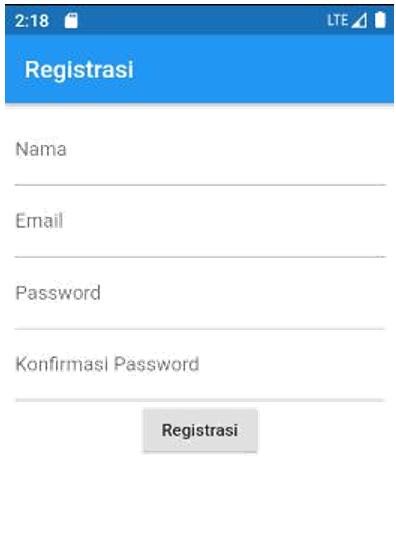 2:18 LTE
Registrasi
Nama
Email
Password
Konfirmasi Password
Registrasi